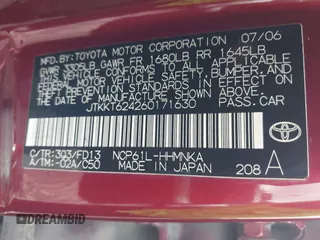 MFD. BY: TOYOTA MOTOR CORPORATION 07/06
GVWR 3305LB GAWR FR 1680LB RR 1645LB
THIS VEHICLE CONFORMS TO ALL APPLICABLE
FEDERAL MOTOR VEHICLE SAFETY, BUMPER, AND
THEFT PREVENTION STANDARDS IN EFFECT ON
THE DATE OF MANUFACTURE SHOWN ABOVE.
JTKKT624260171630
C/TR:3Q3/FD13 NCP61L-HHMNKA
A/TM:-02A/C50 MADE IN JAPAN 208 A
TOYOTA
DREAMBID